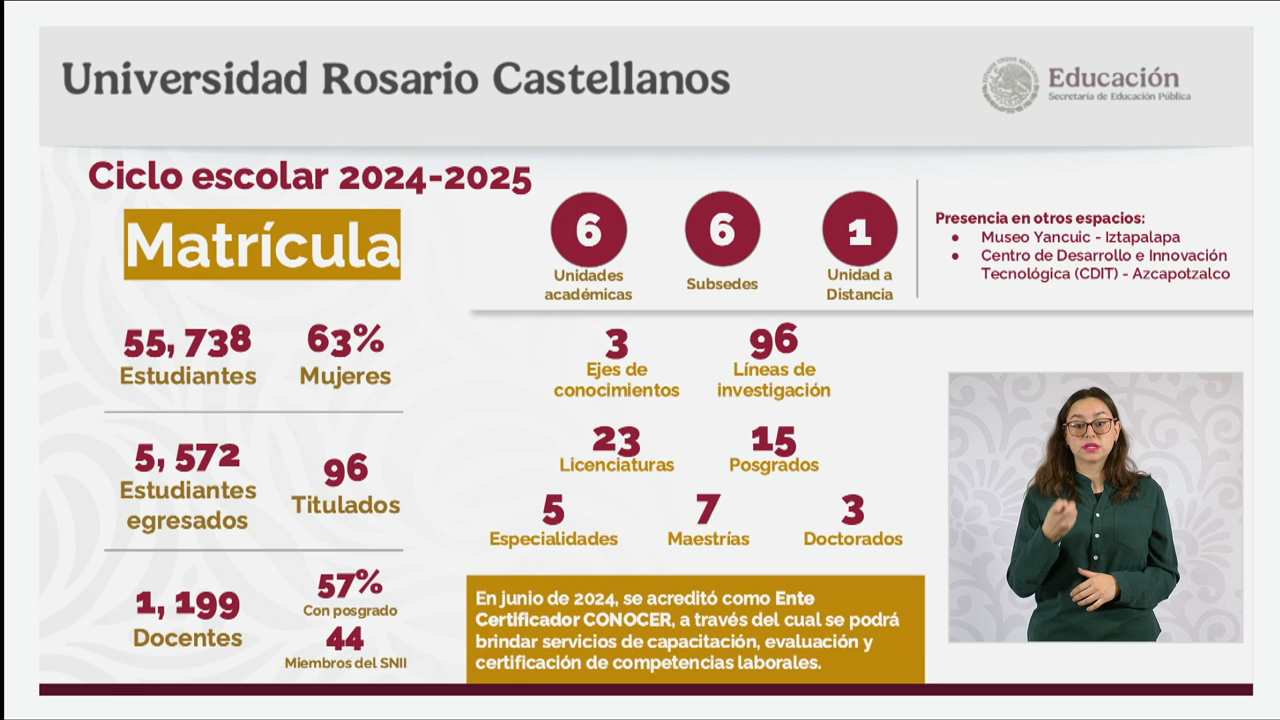 Universidad Rosario Castellanos
Educación
Secretaría de Educación Pública
Ciclo escolar 2024-2025
Matrícula
55, 738
Estudiantes
63%
Mujeres
5, 572
Estudiantes
egresados
96
Titulados
1, 199
Docentes
57%
Con posgrado
44
Miembros del SNII
6
Unidades
académicas
6
Subsedes
1
Unidad a
Distancia
Presencia en otros espacios:
• Museo Yancuic - Iztapalapa
• Centro de Desarrollo e Innovación
Tecnológica (CDIT) - Azcapotzalco
3
Ejes de
conocimientos
96
Líneas de
investigación
23
Licenciaturas
15
Posgrados
5
Especialidades
7
Maestrías
3
Doctorados
En junio de 2024, se acreditó como Ente
Certificador CONOCER, a través del cual se podrá
brindar servicios de capacitación, evaluación y
certificación de competencias laborales.